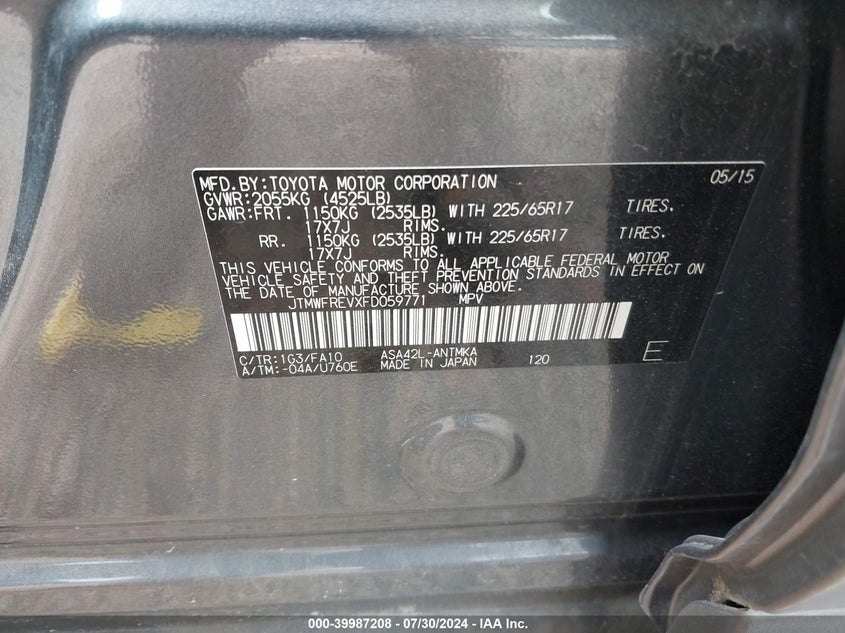 MFD.BY:TOYOTA MOTOR CORPORATION 05/15
GVWR:2055KG (4525LB)
GAWR:FRT. 1150KG (2535LB) WITH 225/65R17 TIRES.
17X7J RIMS.
RR. 1150KG (2535LB) WITH 225/65R17 TIRES.
17X7J RIMS.
THIS VEHICLE CONFORMS TO ALL APPLICABLE FEDERAL MOTOR
VEHICLE SAFETY AND THEFT PREVENTION STANDARDS IN EFFECT ON
THE DATE OF MANUFACTURE SHOWN ABOVE.
JTMWFREVXFD059771 MPV
C/TR:1G3/FA10 ASA42L-ANTMKA
A/TM:-04A/U760E MADE IN JAPAN 120 E
000-39987208 - 07/30/2024 - IAA Inc.